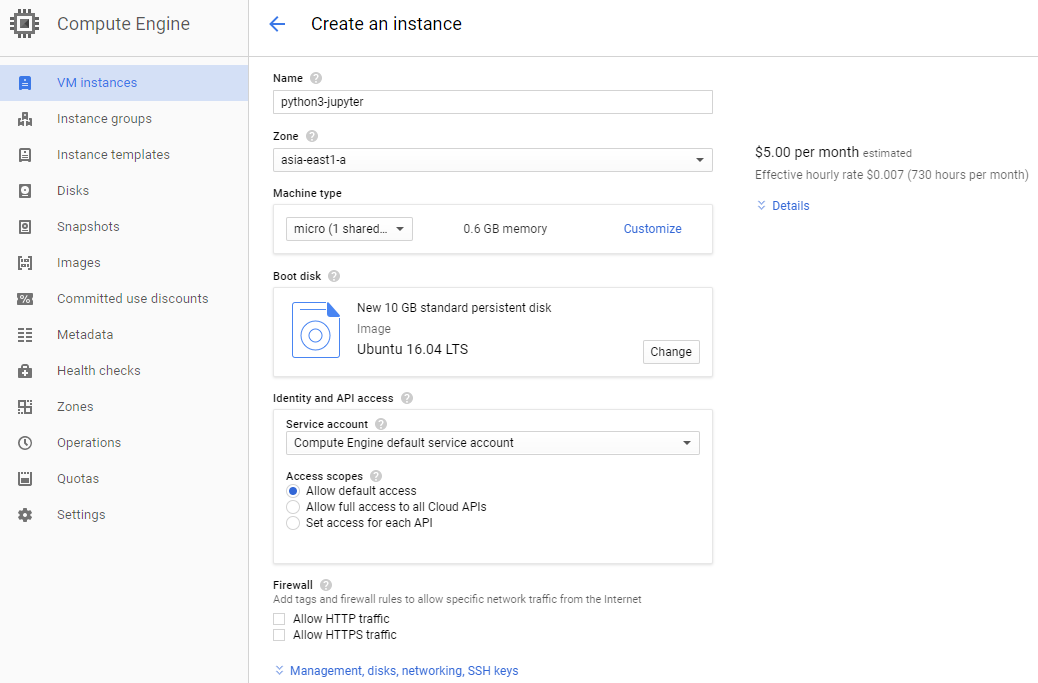 Compute Engine
VM instances
Instance groups
Instance templates
Disks
Snapshots
Images
Committed use discounts
Metadata
Health checks
Zones
Operations
Quotas
Settings
Create an instance
Name
python3-jupyter
Zone
asia-east1-a
Machine type
micro (1 shared... 0.6 GB memory Customize
Boot disk
New 10 GB standard persistent disk
Image
Ubuntu 16.04 LTS
Change
Identity and API access
Service account
Compute Engine default service account
Access scopes
Allow default access
Allow full access to all Cloud APIs
Set access for each API
Firewall
Add tags and firewall rules to allow specific network traffic from the Internet
Allow HTTP traffic
Allow HTTPS traffic
Management, disks, networking, SSH keys
$5.00 per month estimated
Effective hourly rate $0.007 (730 hours per month)
Details